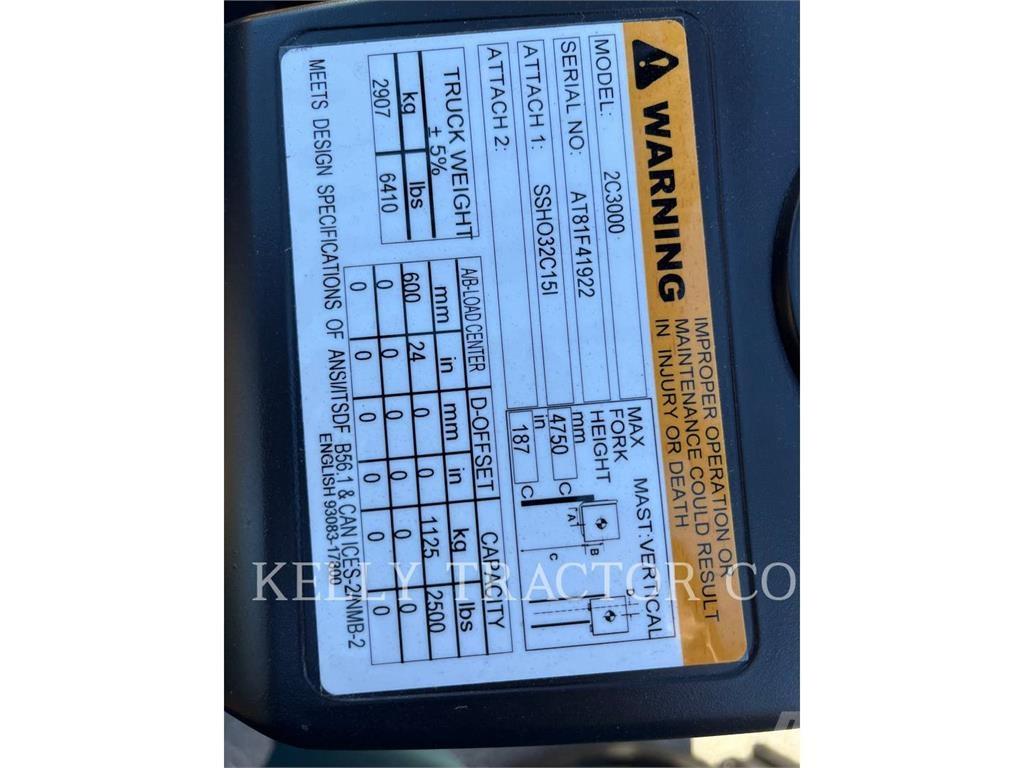 WARNING
IMPROPER OPERATION OR
MAINTENANCE COULD RESULT
IN INJURY OR DEATH
MODEL: 2C3000
SERIAL NO: AT81F41922
ATTACH 1: SSHO32C15I
ATTACH 2:
MAX MAST:VERTICAL
FORK
HEIGHT
mm
4750 C
in
187 C
A
B
C
D
TRUCK WEIGHT
± 5%
kg lbs
2907 6410
A/B-LOAD CENTER D-OFFSET CAPACITY
mm in mm in kg lbs
600 24 0 0 1125 2500
0 0 0 0 0 0
0 0 0 0 0 0
MEETS DESIGN SPECIFICATIONS OF ANSI/ITSDF B56.1 & CAN ICES-2/NMB-2
ENGLISH 93083-17800
KELLY TRACTOR CO